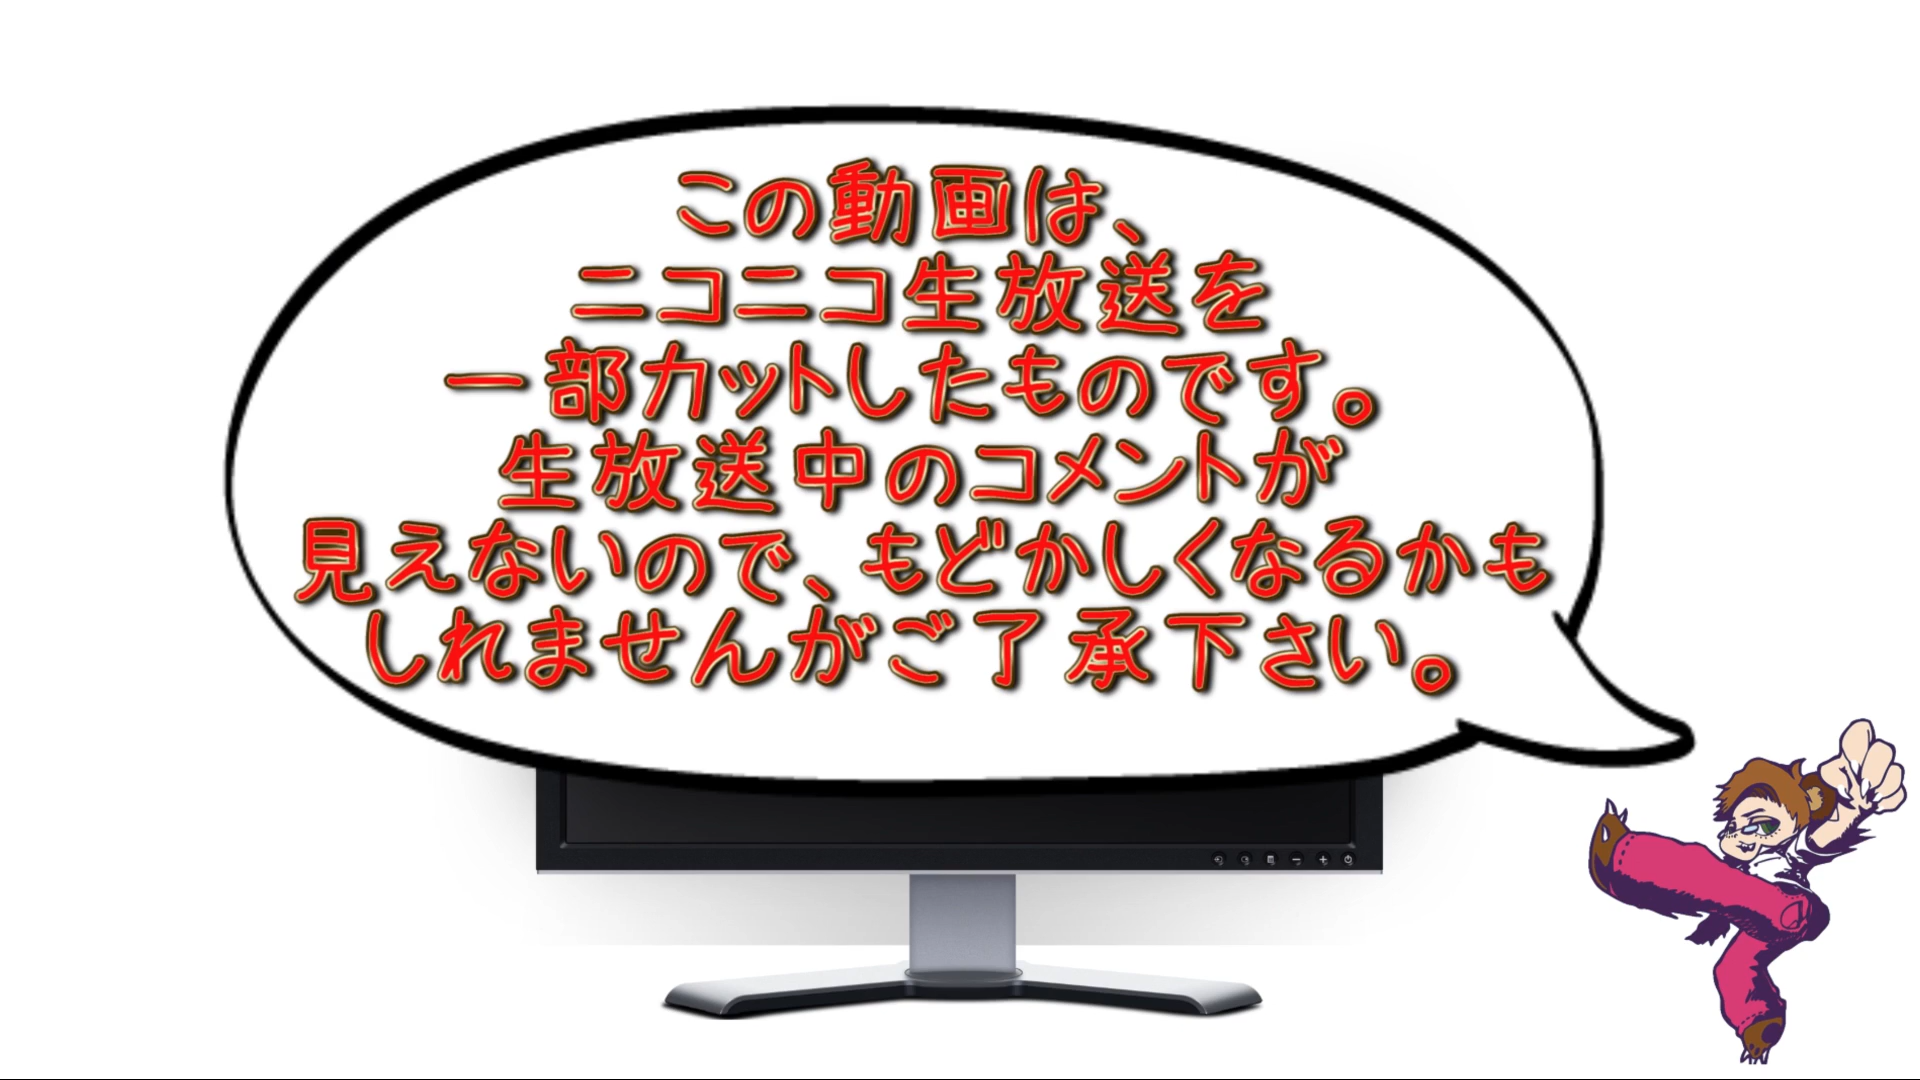 この動画は、
ニコニコ生放送を
一部カットしたものです。
生放送中のコメントが
見えないので、もどかしくなるかも
しれませんがご了承下さい。